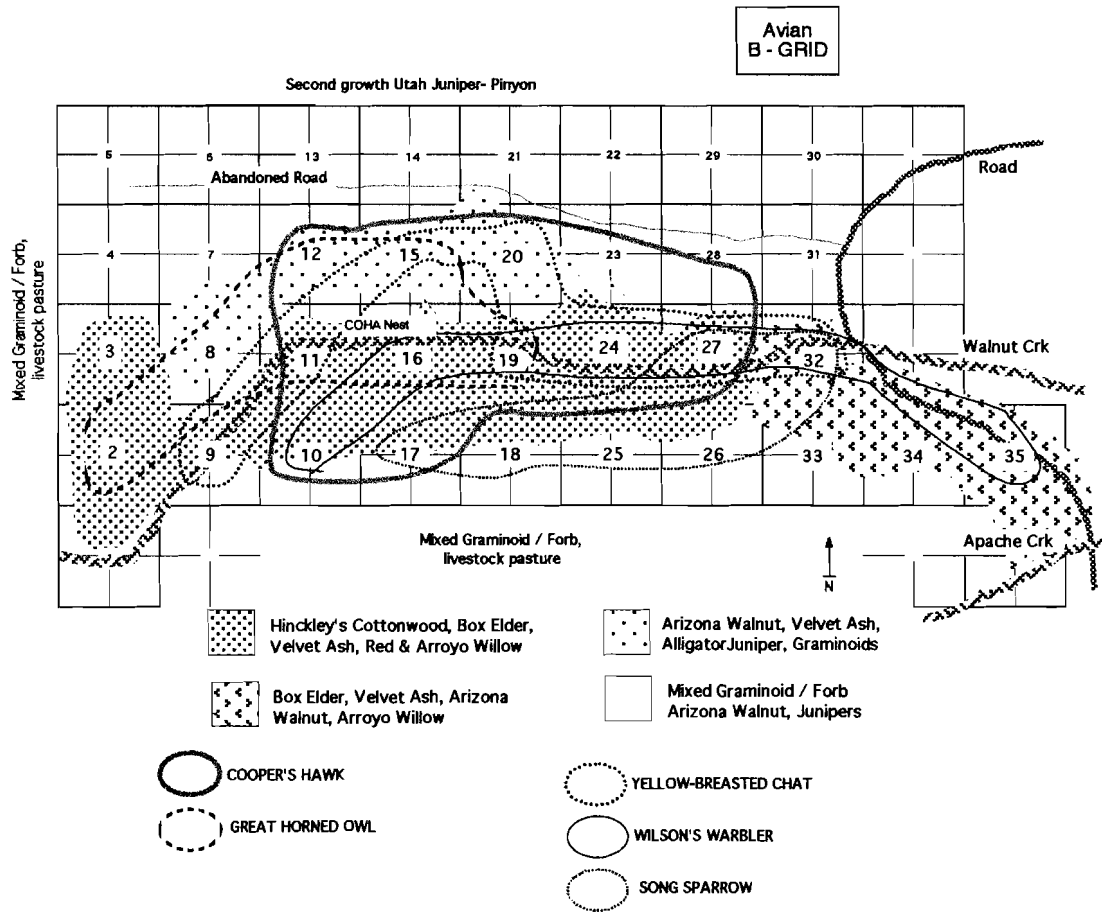 Avian
B - GRID
Second growth Utah Juniper- Pinyon
5 6 13 14 21 22 29 30
Road
Abandoned Road
4 7 12 15 20 23 28 31
Mixed Graminoid / Forb,
livestock pasture
COHA Nest
3 8 11 16 19 24 27 32
Walnut Crk
2 9 10 17 18 25 26 33 34 35
Mixed Graminoid / Forb,
livestock pasture
Apache Crk
N
Hinckley's Cottonwood, Box Elder,
Velvet Ash, Red & Arroyo Willow
Arizona Walnut, Velvet Ash,
AlligatorJuniper, Graminoids
Box Elder, Velvet Ash, Arizona
Walnut, Arroyo Willow
Mixed Graminoid / Forb
Arizona Walnut, Junipers
COOPER'S HAWK
GREAT HORNED OWL
YELLOW-BREASTED CHAT
WILSON'S WARBLER
SONG SPARROW